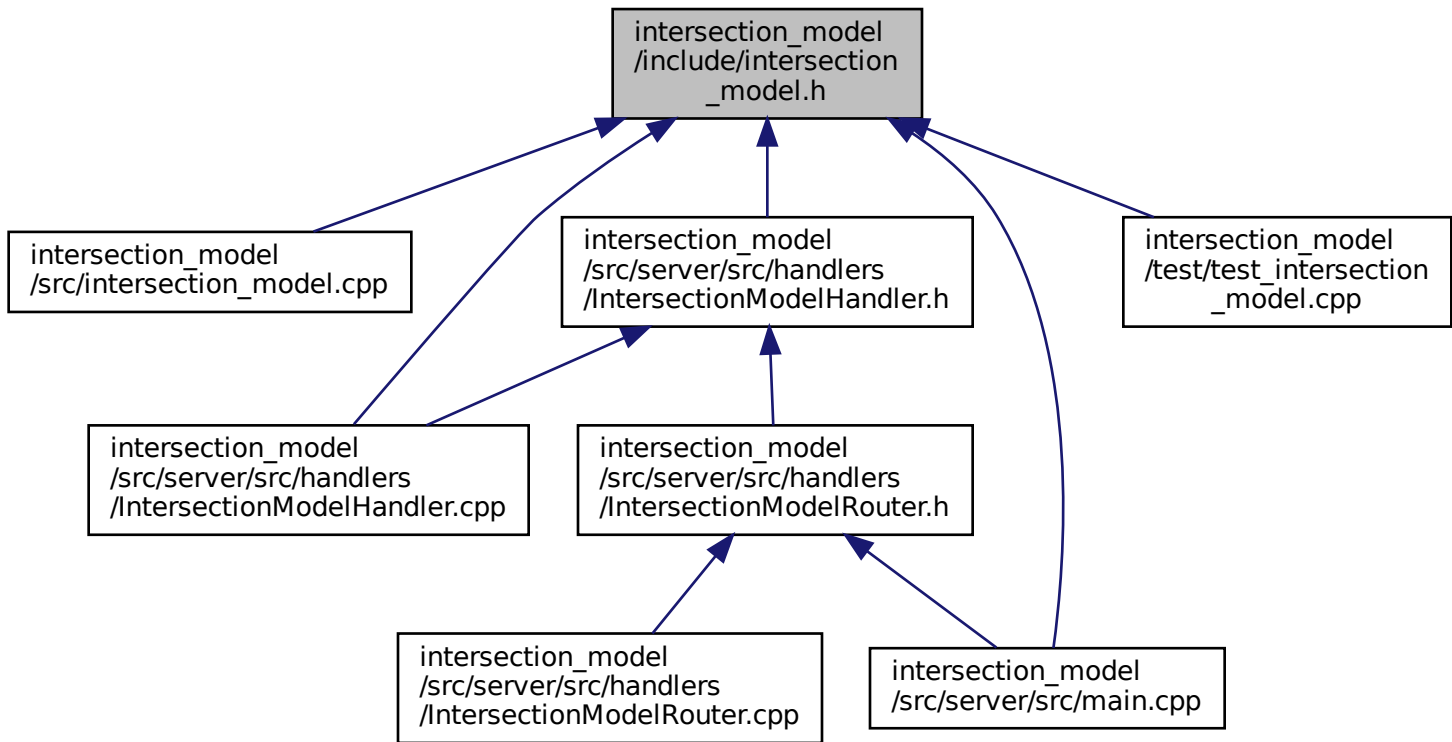 intersection_model
/include/intersection
_model.h
intersection_model
/src/intersection_model.cpp
intersection_model
/src/server/src/handlers
/IntersectionModelHandler.h
intersection_model
/test/test_intersection
_model.cpp
intersection_model
/src/server/src/handlers
/IntersectionModelHandler.cpp
intersection_model
/src/server/src/handlers
/IntersectionModelRouter.h
intersection_model
/src/server/src/handlers
/IntersectionModelRouter.cpp
intersection_model
/src/server/src/main.cpp